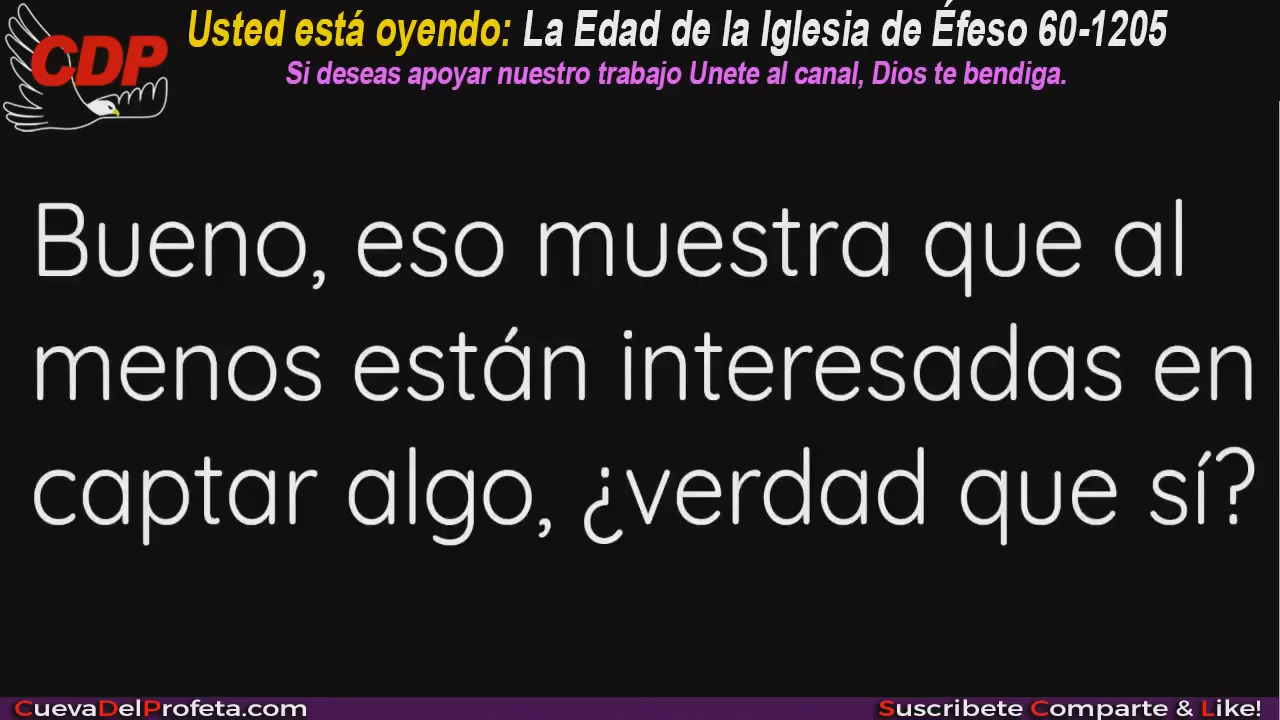 CDP
Usted está oyendo: La Edad de la Iglesia de Éfeso 60-1205
Si deseas apoyar nuestro trabajo Unete al canal, Dios te bendiga.
Bueno, eso muestra que al
menos están interesadas en
captar algo, ¿verdad que sí?
CuevaDelProfeta.com
Suscribete Comparte & Like!